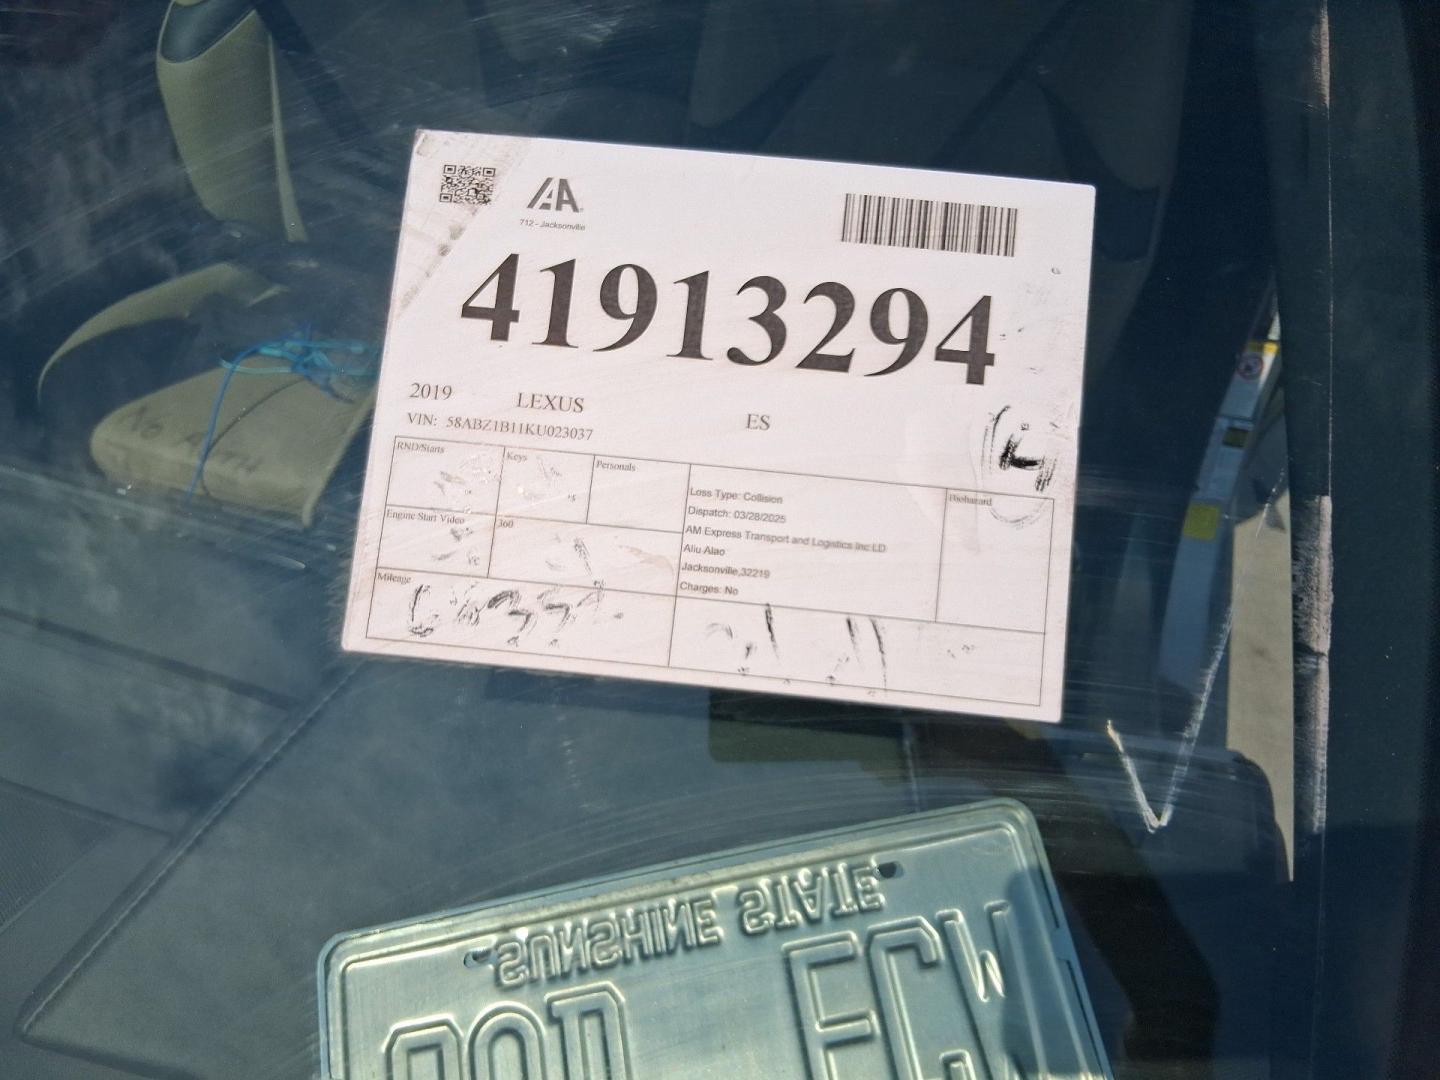 IAA
712 - Jacksonville
41913294
2019 LEXUS ES
VIN: 58ABZ1B11KU023037
RND/Starts
Keys
Personals
Engine Start Video
360
Mileage
Loss Type: Collision
Dispatch: 03/28/2025
AM Express Transport and Logistics Inc LD
Aliu Alao
Jacksonville,32219
Charges: No
Biohazard
SUNSHINE STATE